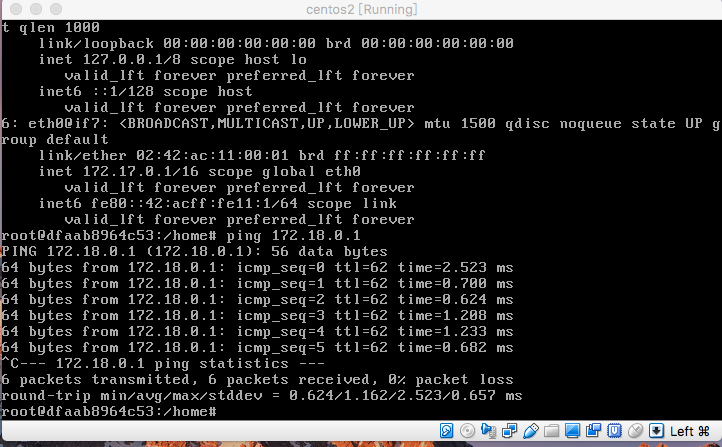 centos2 [Running]
t qlen 1000
link/loopback 00:00:00:00:00:00 brd 00:00:00:00:00:00
inet 127.0.0.1/8 scope host lo
valid_lft forever preferred_lft forever
inet6 ::1/128 scope host
valid_lft forever preferred_lft forever
6: eth0@if7: <BROADCAST,MULTICAST,UP,LOWER_UP> mtu 1500 qdisc noqueue state UP g
roup default
link/ether 02:42:ac:11:00:01 brd ff:ff:ff:ff:ff:ff
inet 172.17.0.1/16 scope global eth0
valid_lft forever preferred_lft forever
inet6 fe80::42:acff:fe11:1/64 scope link
valid_lft forever preferred_lft forever
root@dfaab8964c53:/home# ping 172.18.0.1
PING 172.18.0.1 (172.18.0.1): 56 data bytes
64 bytes from 172.18.0.1: icmp_seq=0 ttl=62 time=2.523 ms
64 bytes from 172.18.0.1: icmp_seq=1 ttl=62 time=0.700 ms
64 bytes from 172.18.0.1: icmp_seq=2 ttl=62 time=0.624 ms
64 bytes from 172.18.0.1: icmp_seq=3 ttl=62 time=1.208 ms
64 bytes from 172.18.0.1: icmp_seq=4 ttl=62 time=1.233 ms
64 bytes from 172.18.0.1: icmp_seq=5 ttl=62 time=0.682 ms
^C--- 172.18.0.1 ping statistics ---
6 packets transmitted, 6 packets received, 0% packet loss
round-trip min/avg/max/stddev = 0.624/1.162/2.523/0.657 ms
root@dfaab8964c53:/home#
Left ⌘